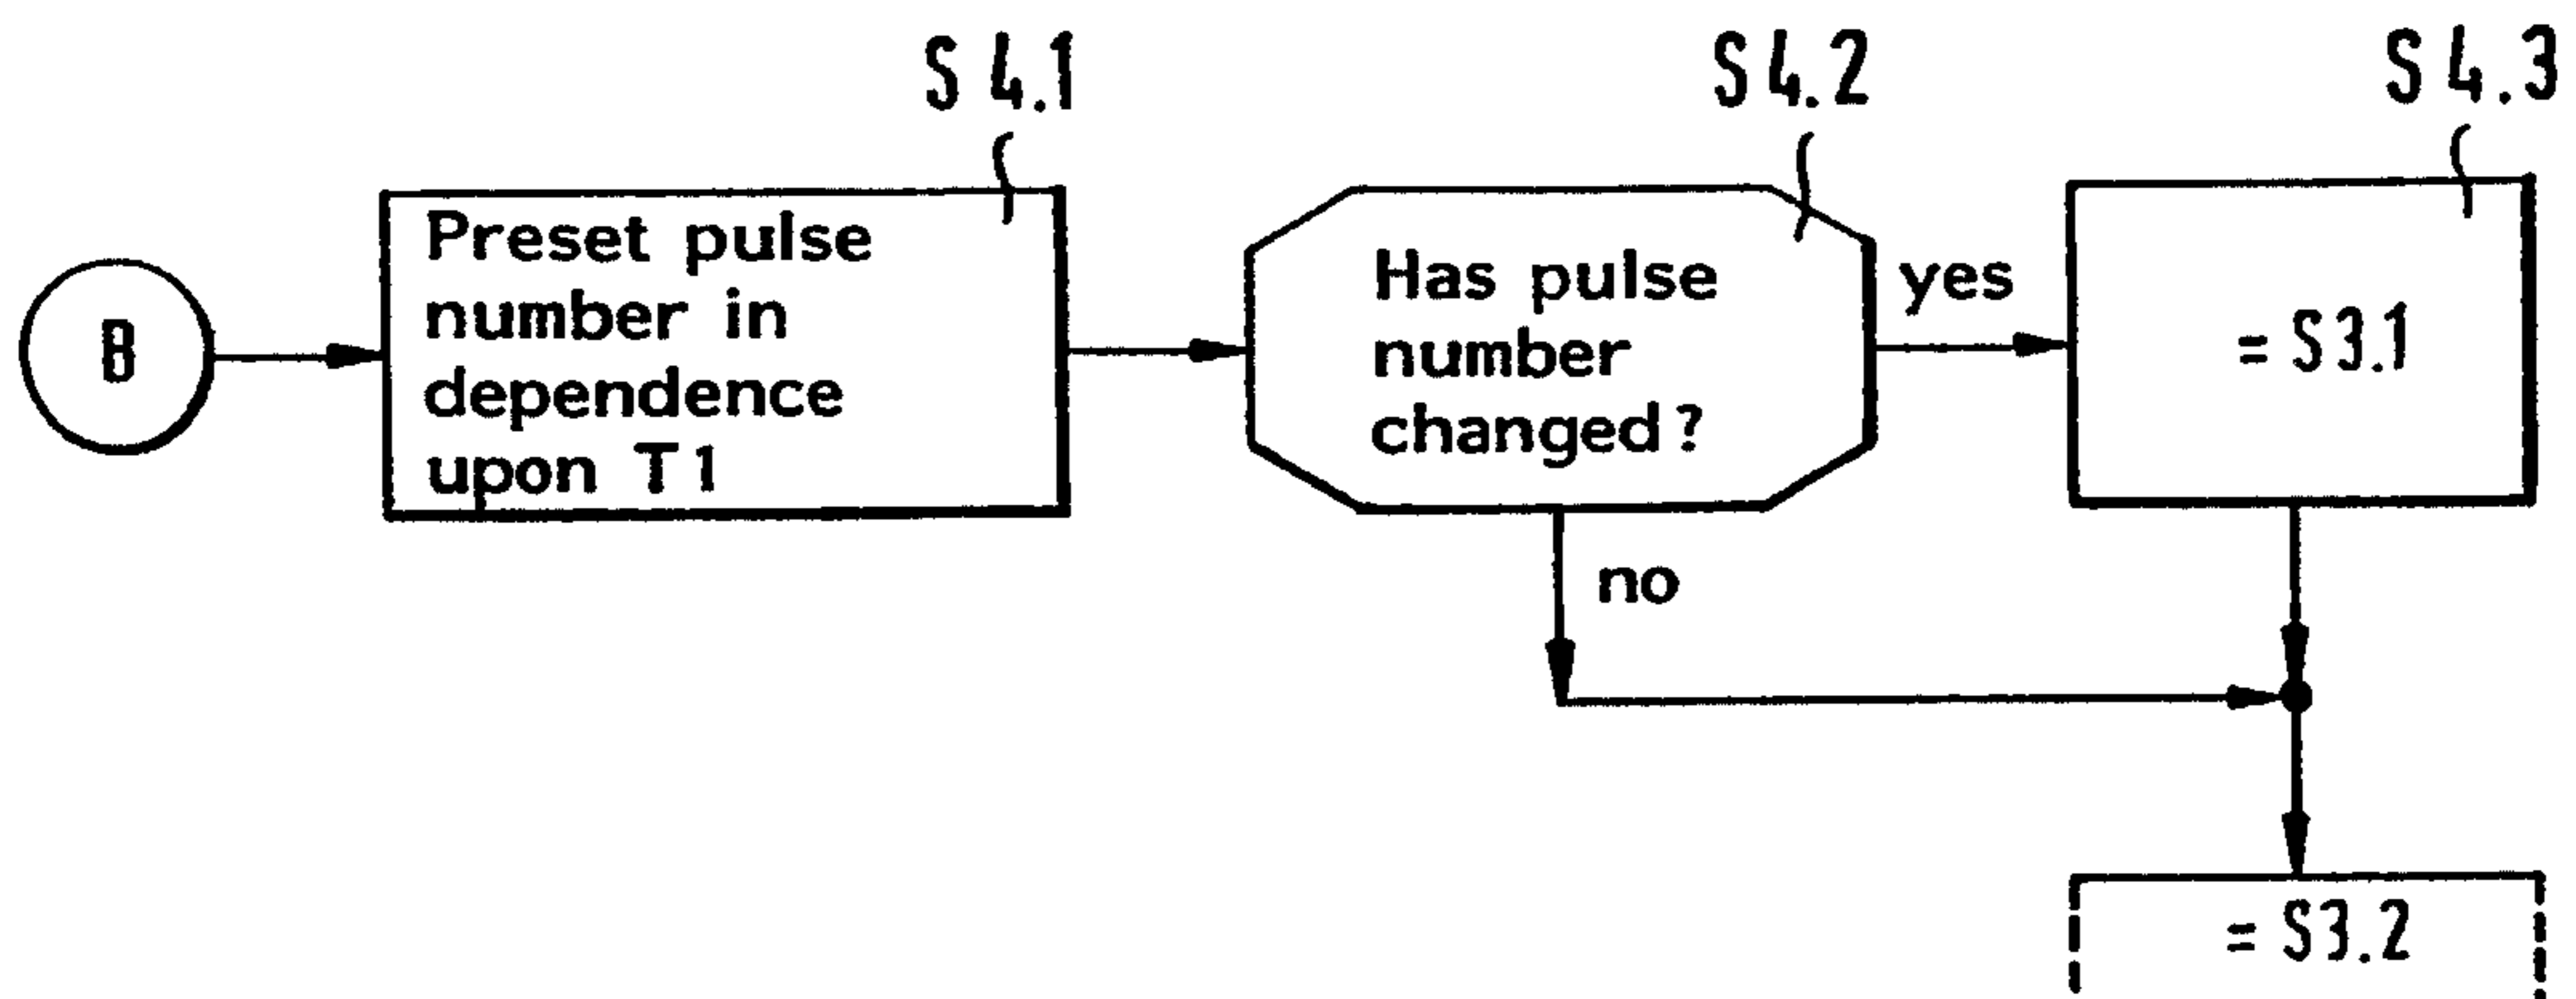 S 4.1
S 4.2
S 4.3
B
Preset pulse
number in
dependence
upon T1
Has pulse
number
changed?
yes
= S3.1
no
= S3.2